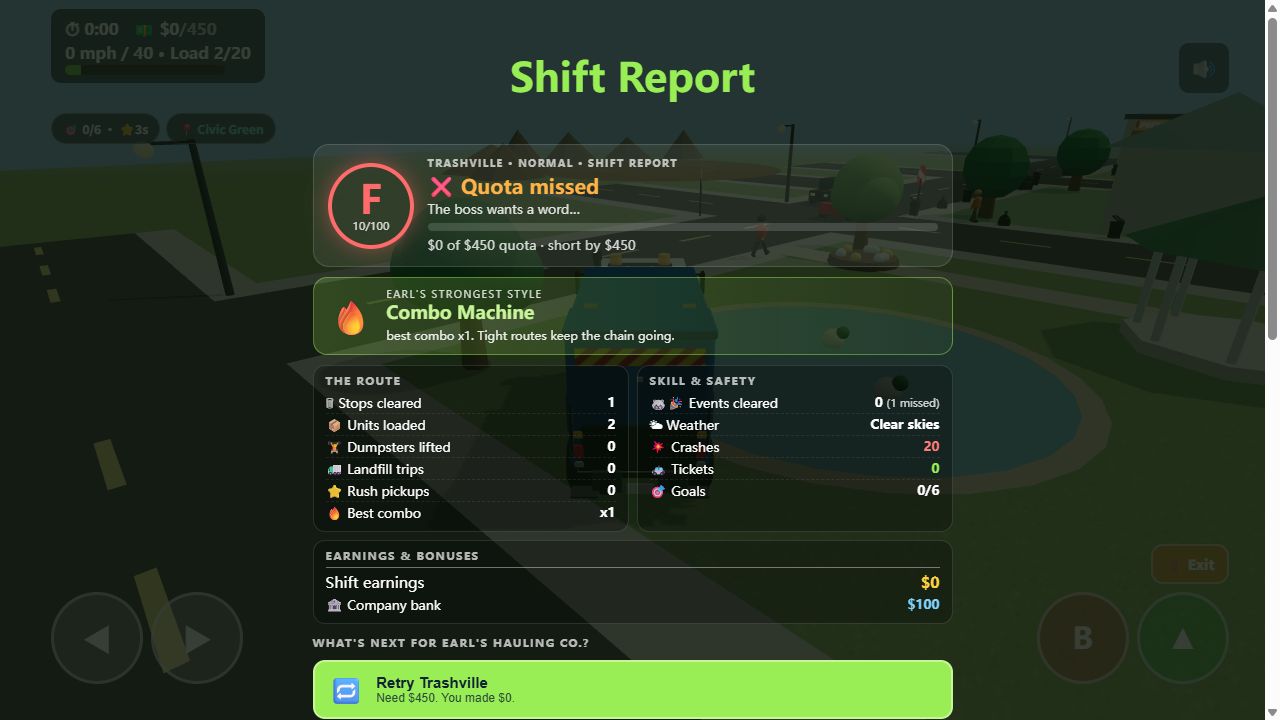 0:00 $0/450
0 mph / 40 • Load 2/20
0/6 • 3s Civic Green
Shift Report
F
10/100
TRASHVILLE • NORMAL • SHIFT REPORT
Quota missed
The boss wants a word...
$0 of $450 quota · short by $450
EARL'S STRONGEST STYLE
Combo Machine
best combo x1. Tight routes keep the chain going.
THE ROUTE
Stops cleared 1
Units loaded 2
Dumpsters lifted 0
Landfill trips 0
Rush pickups 0
Best combo x1
SKILL & SAFETY
Events cleared 0 (1 missed)
Weather Clear skies
Crashes 20
Tickets 0
Goals 0/6
EARNINGS & BONUSES
Shift earnings $0
Company bank $100
Exit
B
WHAT'S NEXT FOR EARL'S HAULING CO.?
Retry Trashville
Need $450. You made $0.